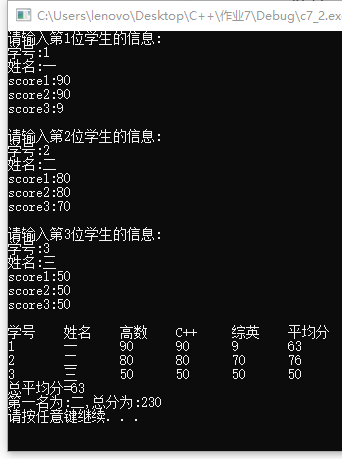 C:\Users\lenovo\Desktop\C++\作业7\Debug\c7_2.ex
请输入第1位学生的信息:
学号:1
姓名:一
score1:90
score2:90
score3:9
请输入第2位学生的信息:
学号:2
姓名:二
score1:80
score2:80
score3:70
请输入第3位学生的信息:
学号:3
姓名:三
score1:50
score2:50
score3:50
学号 姓名 高数 C++ 综英 平均分
1 一 90 90 9 63
2 二 80 80 70 76
3 三 50 50 50 50
总平均分=63
第一名为:二,总分为:230
请按任意键继续. . .